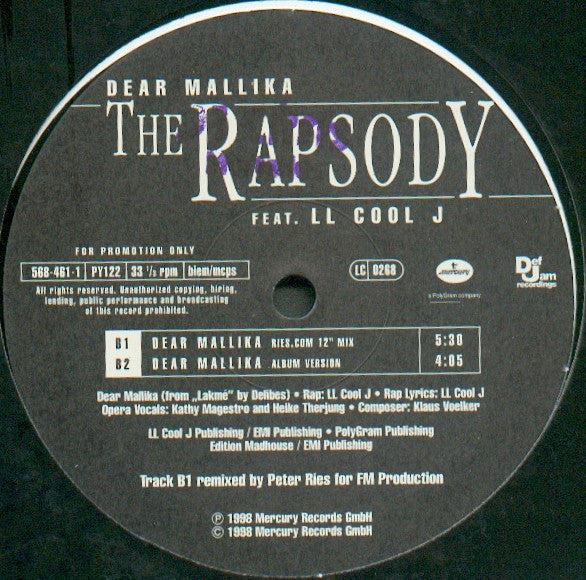 DEAR MALLIKA
THE RAPSODY
FEAT. LL COOL J
FOR PROMOTION ONLY
568-461-1 PY122 33 1/3 rpm biem/mcps
All rights reserved. Unauthorized copying, hiring,
lending, public performance and broadcasting
of this record prohibited.
LC 0268
mercury
a PolyGram company
Def
Jam
recordings
B1 DEAR MALLIKA RIES.COM 12" MIX 5:30
B2 DEAR MALLIKA ALBUM VERSION 4:05
Dear Mallika (from „Lakmé" by Delibes) • Rap: LL Cool J • Rap Lyrics: LL Cool J
Opera Vocals: Kathy Magestro and Heike Therjung • Composer: Klaus Voelker
LL Cool J Publishing / EMI Publishing • PolyGram Publishing
Edition Madhouse / EMI Publishing
Track B1 remixed by Peter Ries for FM Production
℗ 1998 Mercury Records GmbH
© 1998 Mercury Records GmbH